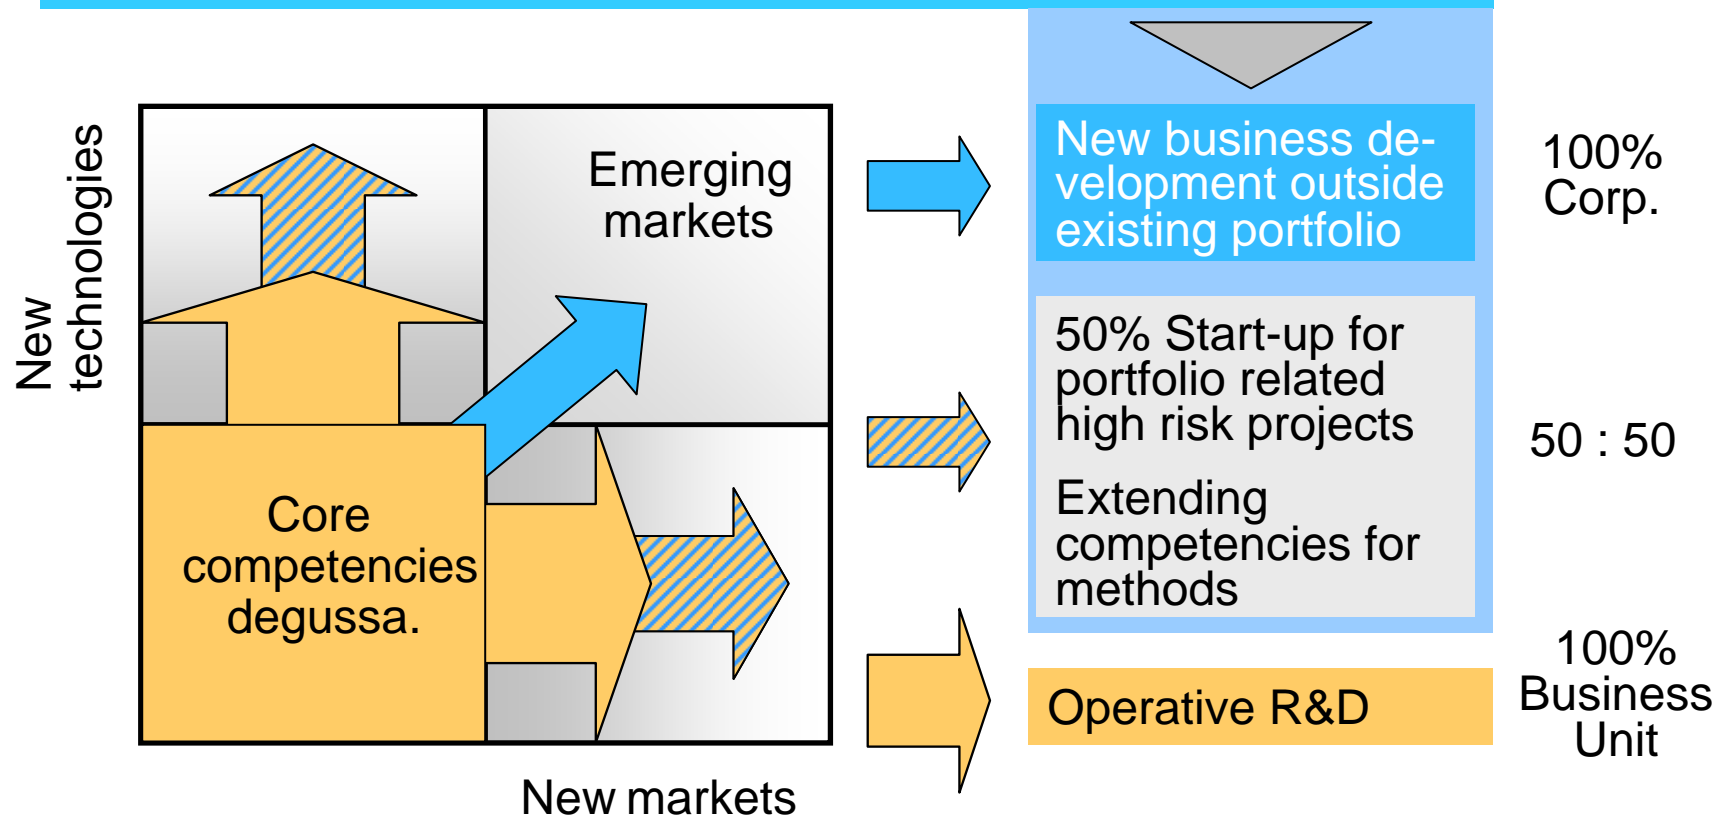 New
technologies
Emerging
markets
Core
competencies
degussa.
New markets
New business de-
velopment outside
existing portfolio
100%
Corp.
50% Start-up for
portfolio related
high risk projects
Extending
competencies for
methods
50 : 50
Operative R&D
100%
Business
Unit